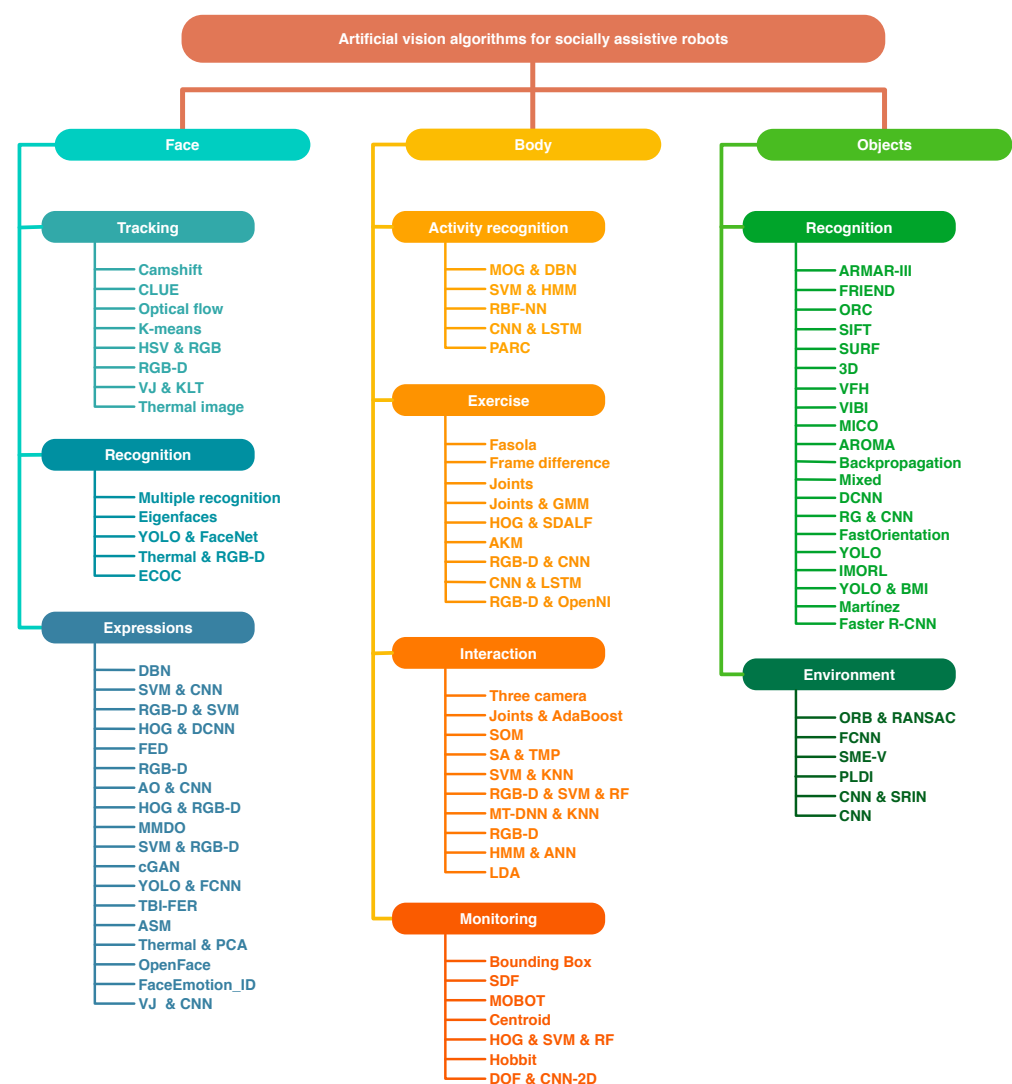 Artificial vision algorithms for socially assistive robots
Face
Tracking
Camshift
CLUE
Optical flow
K-means
HSV & RGB
RGB-D
VJ & KLT
Thermal image
Recognition
Multiple recognition
Eigenfaces
YOLO & FaceNet
Thermal & RGB-D
ECOC
Expressions
DBN
SVM & CNN
RGB-D & SVM
HOG & DCNN
FED
RGB-D
AO & CNN
HOG & RGB-D
MMDO
SVM & RGB-D
cGAN
YOLO & FCNN
TBI-FER
ASM
Thermal & PCA
OpenFace
FaceEmotion_ID
VJ & CNN
Body
Activity recognition
MOG & DBN
SVM & HMM
RBF-NN
CNN & LSTM
PARC
Exercise
Fasola
Frame difference
Joints
Joints & GMM
HOG & SDALF
AKM
RGB-D & CNN
CNN & LSTM
RGB-D & OpenNI
Interaction
Three camera
Joints & AdaBoost
SOM
SA & TMP
SVM & KNN
RGB-D & SVM & RF
MT-DNN & KNN
RGB-D
HMM & ANN
LDA
Monitoring
Bounding Box
SDF
MOBOT
Centroid
HOG & SVM & RF
Hobbit
DOF & CNN-2D
Objects
Recognition
ARMAR-III
FRIEND
ORC
SIFT
SURF
3D
VFH
VIBI
MICO
AROMA
Backpropagation
Mixed
DCNN
RG & CNN
FastOrientation
YOLO
IMORL
YOLO & BMI
Martínez
Faster R-CNN
Environment
ORB & RANSAC
FCNN
SME-V
PLDI
CNN & SRIN
CNN